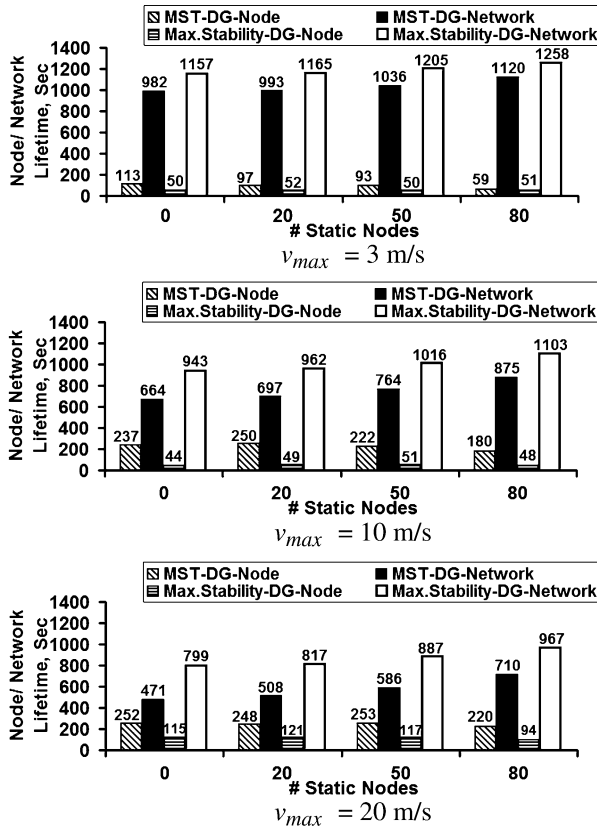 MST-DG-Node MST-DG-Network
Max.Stability-DG-Node Max.Stability-DG-Network
Node/ Network
Lifetime, Sec
1400
1200
1000
800
600
400
200
0
113 982 50 1157
97 993 52 1165
93 1036 50 1205
59 1120 51 1258
0 20 50 80
# Static Nodes
vmax = 3 m/s
MST-DG-Node MST-DG-Network
Max.Stability-DG-Node Max.Stability-DG-Network
Node/ Network
Lifetime, Sec
1400
1200
1000
800
600
400
200
0
237 664 44 943
250 697 49 962
222 764 51 1016
180 875 48 1103
0 20 50 80
# Static Nodes
vmax = 10 m/s
MST-DG-Node MST-DG-Network
Max.Stability-DG-Node Max.Stability-DG-Network
Node/ Network
Lifetime, Sec
1400
1200
1000
800
600
400
200
0
252 471 115 799
248 508 121 817
253 586 117 887
220 710 94 967
0 20 50 80
# Static Nodes
vmax = 20 m/s